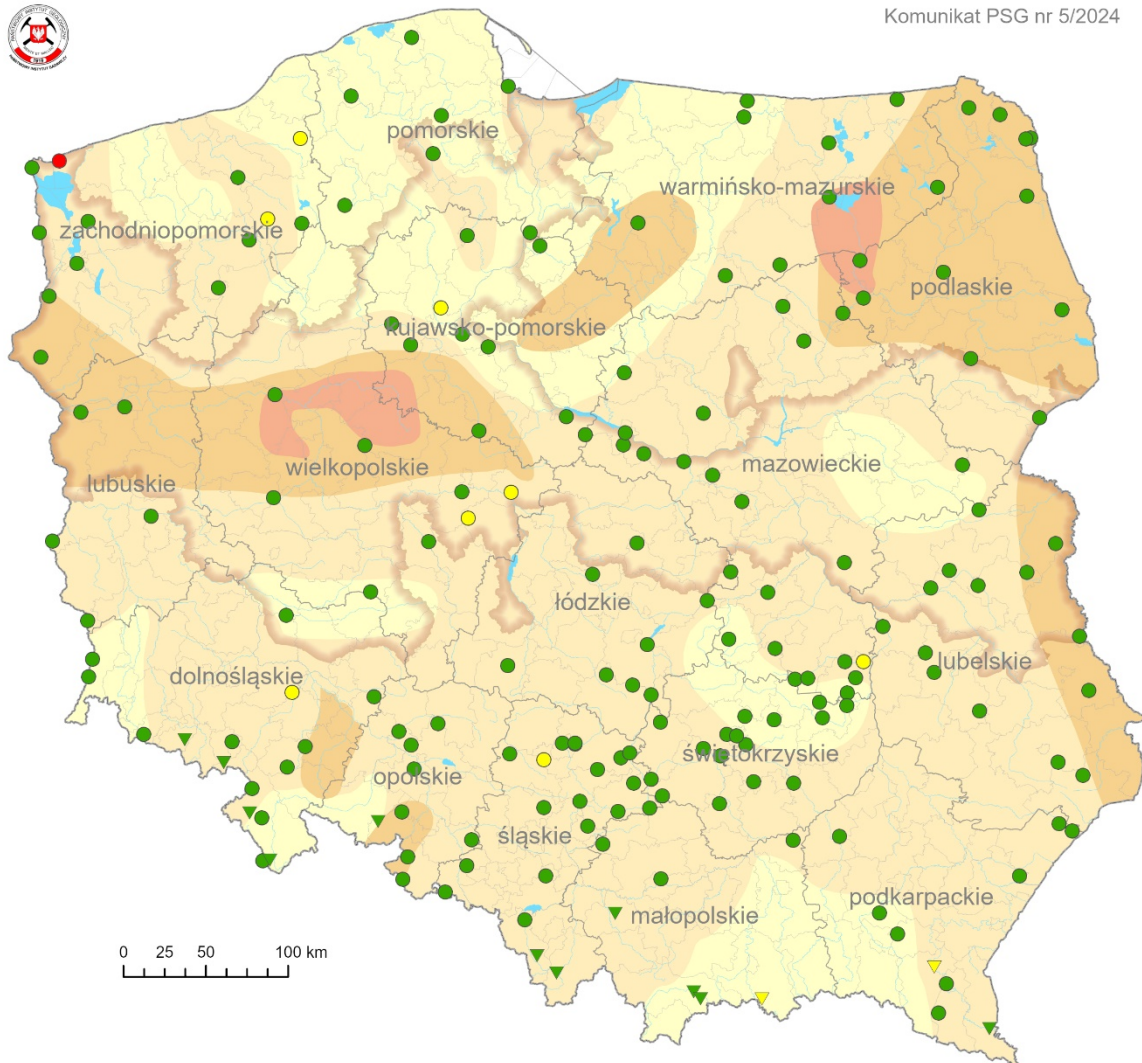 Komunikat PSG nr 5/2024
pomorskie
warmińsko-mazurskie
zachodniopomorskie
podlaskie
kujawsko-pomorskie
mazowieckie
wielkopolskie
lubuskie
łódzkie
lubelskie
dolnośląskie
świętokrzyskie
opolskie
śląskie
podkarpackie
małopolskie
0 25 50 100 km